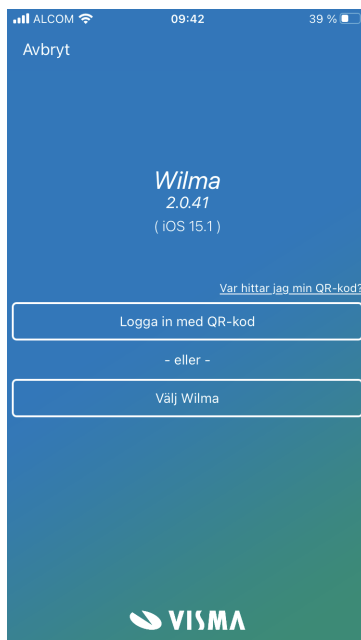 ALCOM 09:42 39 %
Avbryt
Wilma
2.0.41
( iOS 15.1 )
Var hittar jag min QR-kod?
Logga in med QR-kod
- eller -
Välj Wilma
VISMA